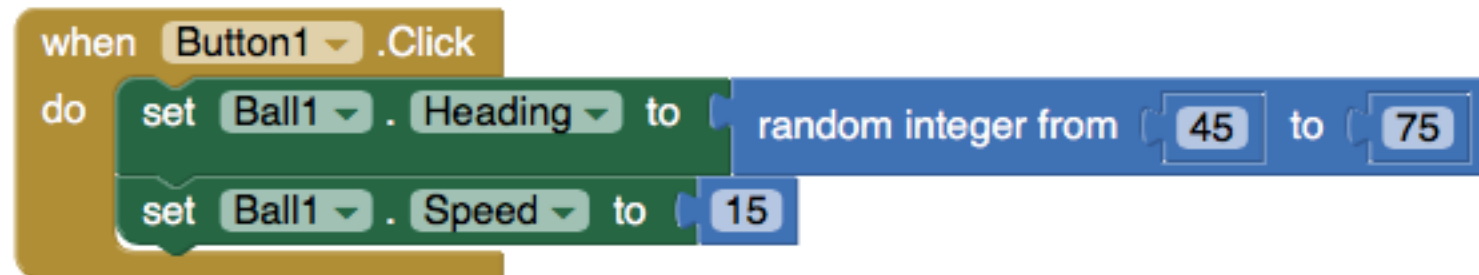 when Button1 .Click
do set Ball1 . Heading to random integer from 45 to 75
set Ball1 . Speed to 15